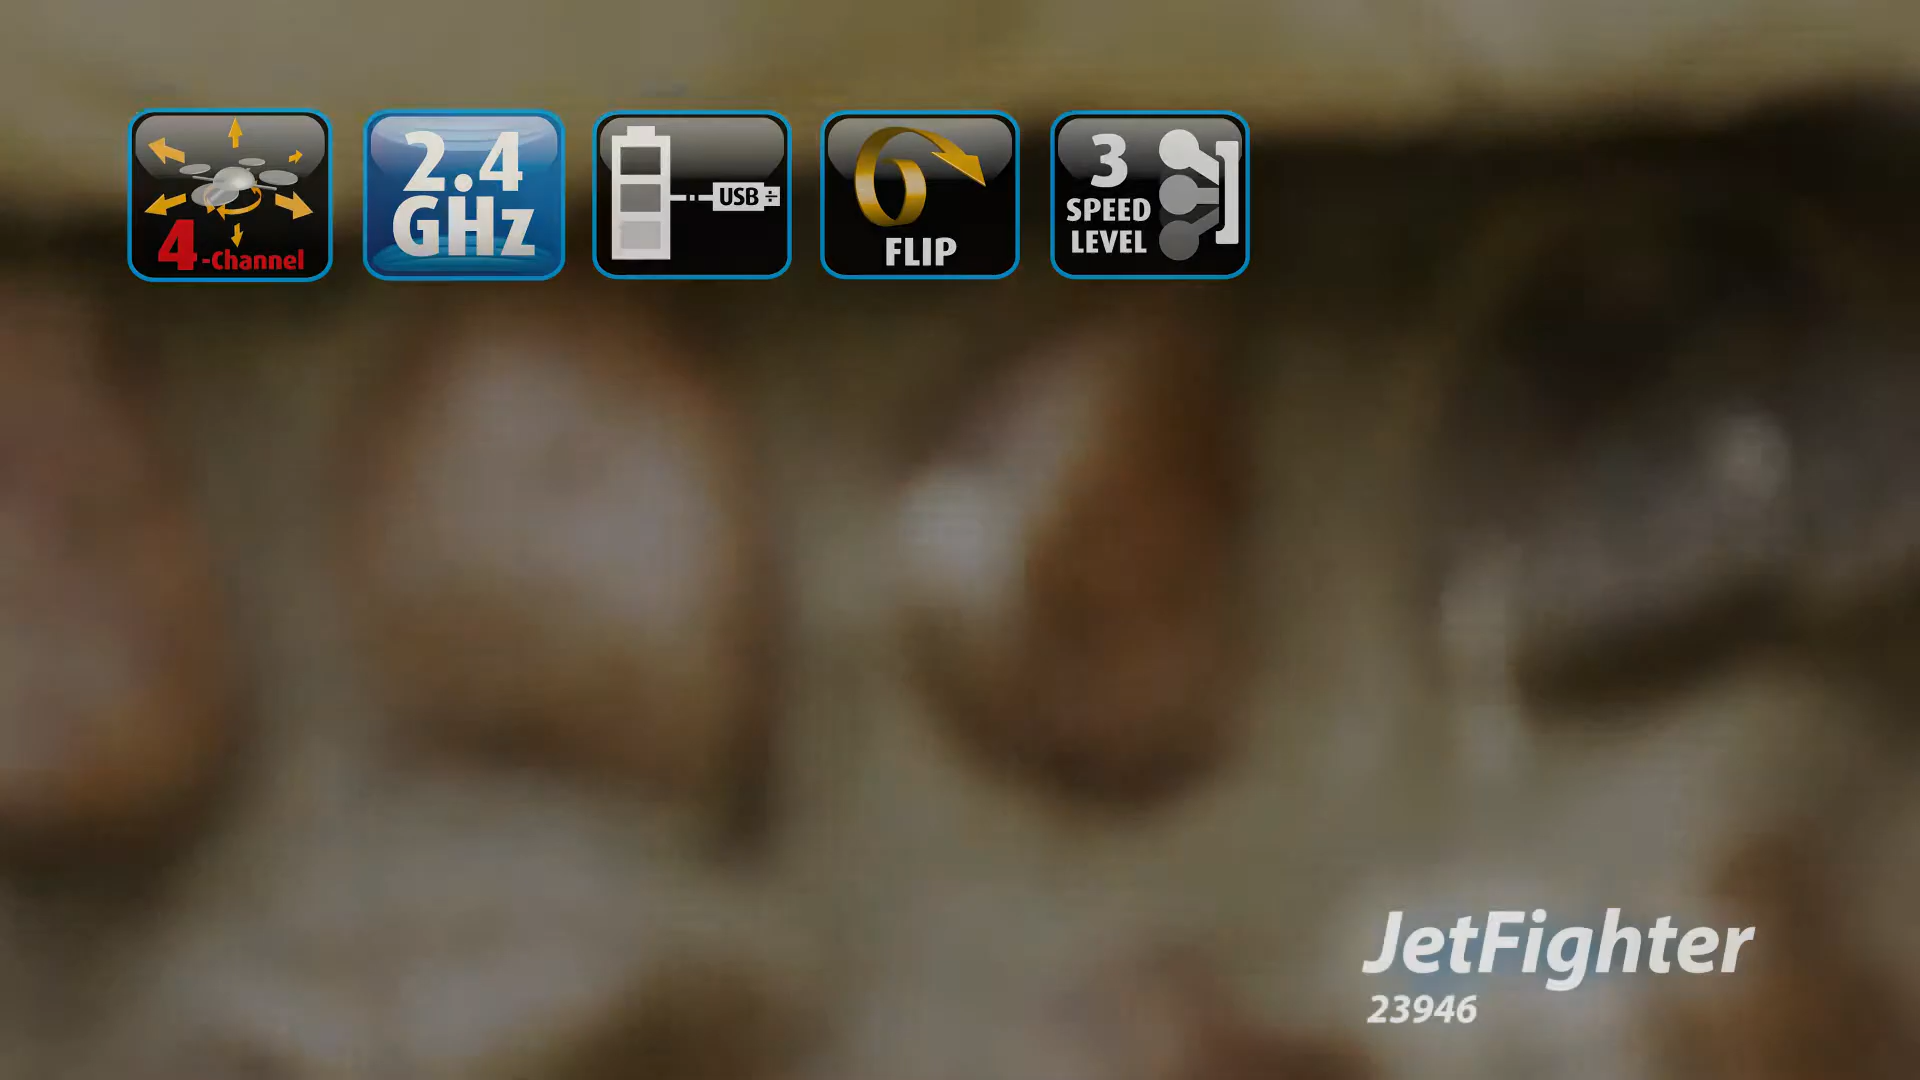 4-Channel
2.4
GHz
USB
FLIP
3
SPEED
LEVEL
JetFighter
23946